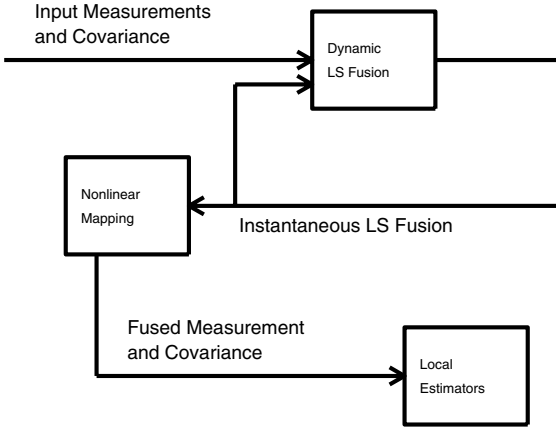 Input Measurements
and Covariance
Dynamic
LS Fusion
Nonlinear
Mapping
Instantaneous LS Fusion
Fused Measurement
and Covariance
Local
Estimators